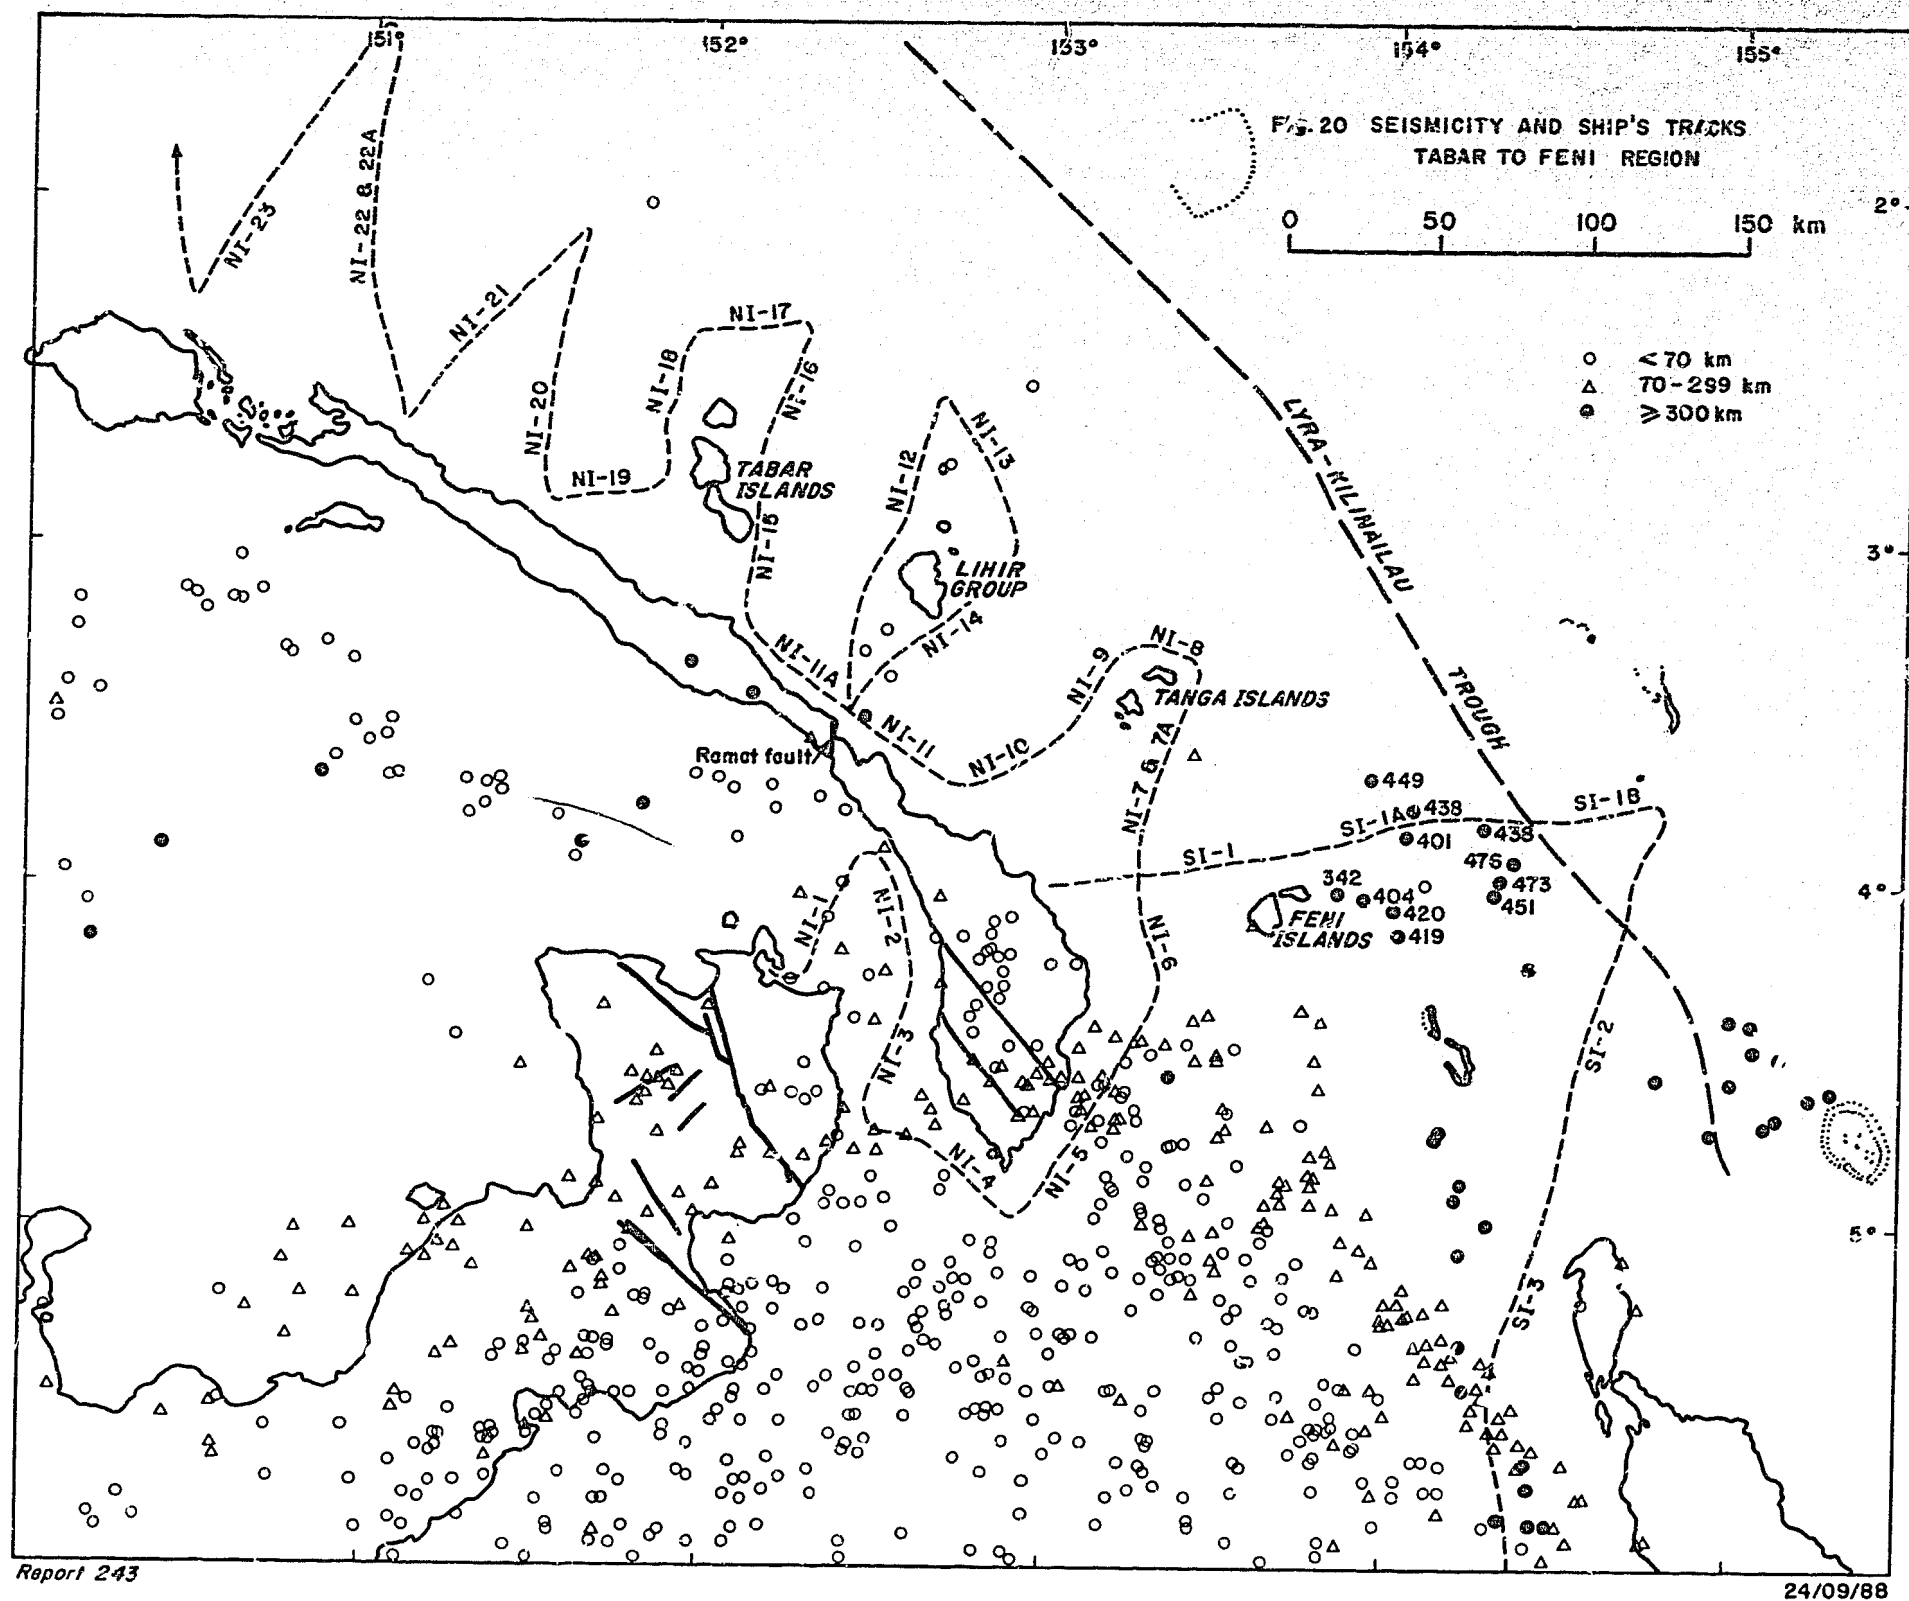 151°
152°
153°
154°
155°
Fig. 20 SEISMICITY AND SHIP'S TRACKS
TABAR TO FENI REGION
0 50 100 150 km
2°
< 70 km
70-299 km
≥ 300 km
NI-23
NI-22 & 22A
NI-21
NI-20
NI-19
NI-18
NI-17
NI-16
TABAR
ISLANDS
NI-15
NI-12
NI-13
LIHIR
GROUP
NI-14
NI-11A
NI-11
NI-10
NI-9
NI-8
TANGA ISLANDS
NI-7 & 7A
LYRA-KILINAILAU
TROUGH
3°
Ramat fault
449
438
SI-1A
SI-1B
401
438
SI-1
476
473
451
342
404
420
419
FENI
ISLANDS
4°
NI-1
NI-2
NI-3
NI-4
NI-5
NI-6
SI-2
5°
SI-3
Report 243
24/09/88